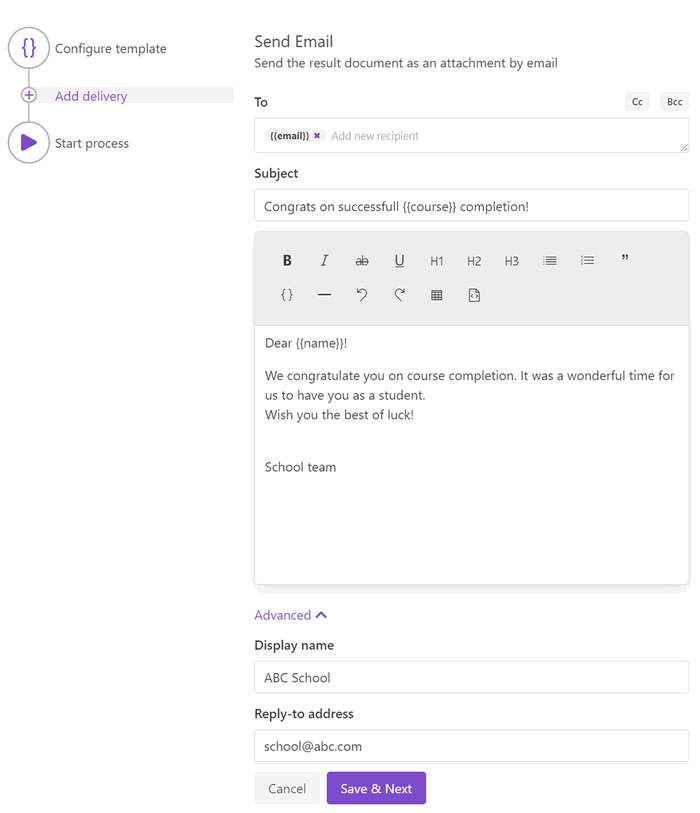 {}
Configure template
Add delivery
Start process
Send Email
Send the result document as an attachment by email
To
Cc
Bcc
{{email}} × Add new recipient
Subject
Congrats on successfull {{course}} completion!
B I ab U H1 H2 H3 ”
{}
Dear {{name}}!
We congratulate you on course completion. It was a wonderful time for
us to have you as a student.
Wish you the best of luck!
School team
Advanced
Display name
ABC School
Reply-to address
school@abc.com
Cancel
Save & Next